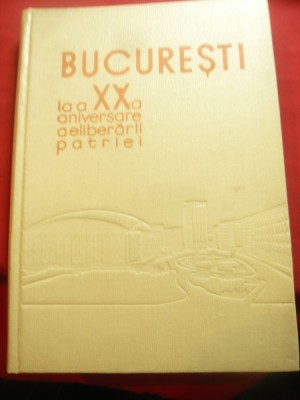 BUCUREȘTI
la a XX a
aniversare
a eliberării
patriei